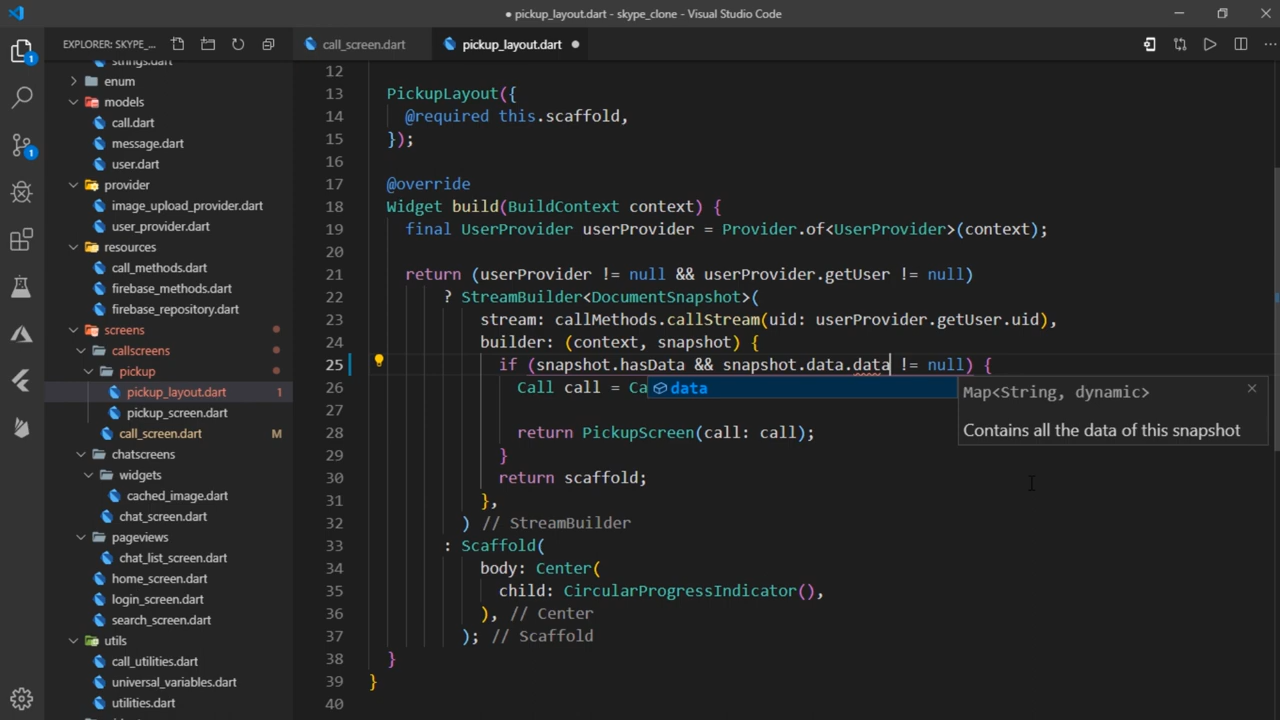 pickup_layout.dart - skype_clone - Visual Studio Code
EXPLORER: SKYPE_...
call_screen.dart
pickup_layout.dart
strings.dart
enum
models
call.dart
message.dart
user.dart
provider
image_upload_provider.dart
user_provider.dart
resources
call_methods.dart
firebase_methods.dart
firebase_repository.dart
screens
callscreens
pickup
pickup_layout.dart 1
pickup_screen.dart
call_screen.dart M
chatscreens
widgets
cached_image.dart
chat_screen.dart
pageviews
chat_list_screen.dart
home_screen.dart
login_screen.dart
search_screen.dart
utils
call_utilities.dart
universal_variables.dart
utilities.dart
1
1
12
13 PickupLayout({
14 @required this.scaffold,
15 });
16
17 @override
18 Widget build(BuildContext context) {
19 final UserProvider userProvider = Provider.of<UserProvider>(context);
20
21 return (userProvider != null && userProvider.getUser != null)
22 ? StreamBuilder<DocumentSnapshot>(
23 stream: callMethods.callStream(uid: userProvider.getUser.uid),
24 builder: (context, snapshot) {
25 if (snapshot.hasData && snapshot.data.data != null) {
26 Call call = Ca
27
28 return PickupScreen(call: call);
29 }
30 return scaffold;
31 },
32 ) // StreamBuilder
33 : Scaffold(
34 body: Center(
35 child: CircularProgressIndicator(),
36 ), // Center
37 ); // Scaffold
38 }
39 }
40
data
Map<String, dynamic>
Contains all the data of this snapshot